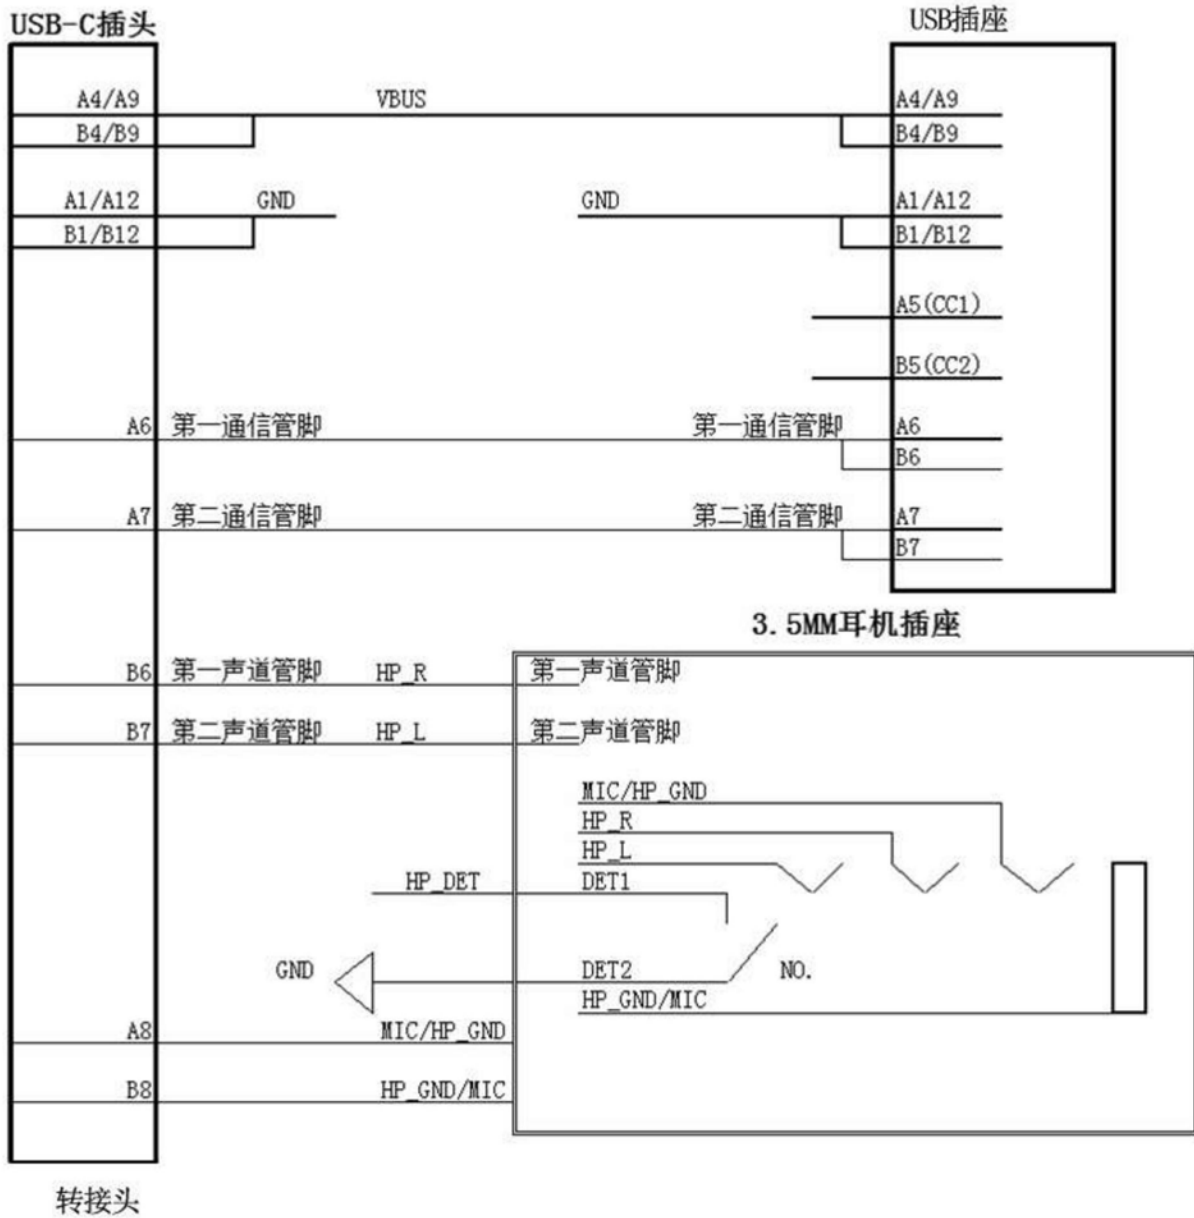 USB-C插头 USB插座
A4/A9 VBUS A4/A9
B4/B9 B4/B9
A1/A12 GND GND A1/A12
B1/B12 B1/B12
A5(CC1)
B5(CC2)
A6 第一通信管脚 第一通信管脚 A6
B6
A7 第二通信管脚 第二通信管脚 A7
B7
3.5MM耳机插座
B6 第一声道管脚 HP_R 第一声道管脚
B7 第二声道管脚 HP_L 第二声道管脚
MIC/HP_GND
HP_R
HP_L
HP_DET DET1
GND DET2 NO.
HP_GND/MIC
A8 MIC/HP_GND
B8 HP_GND/MIC
转接头